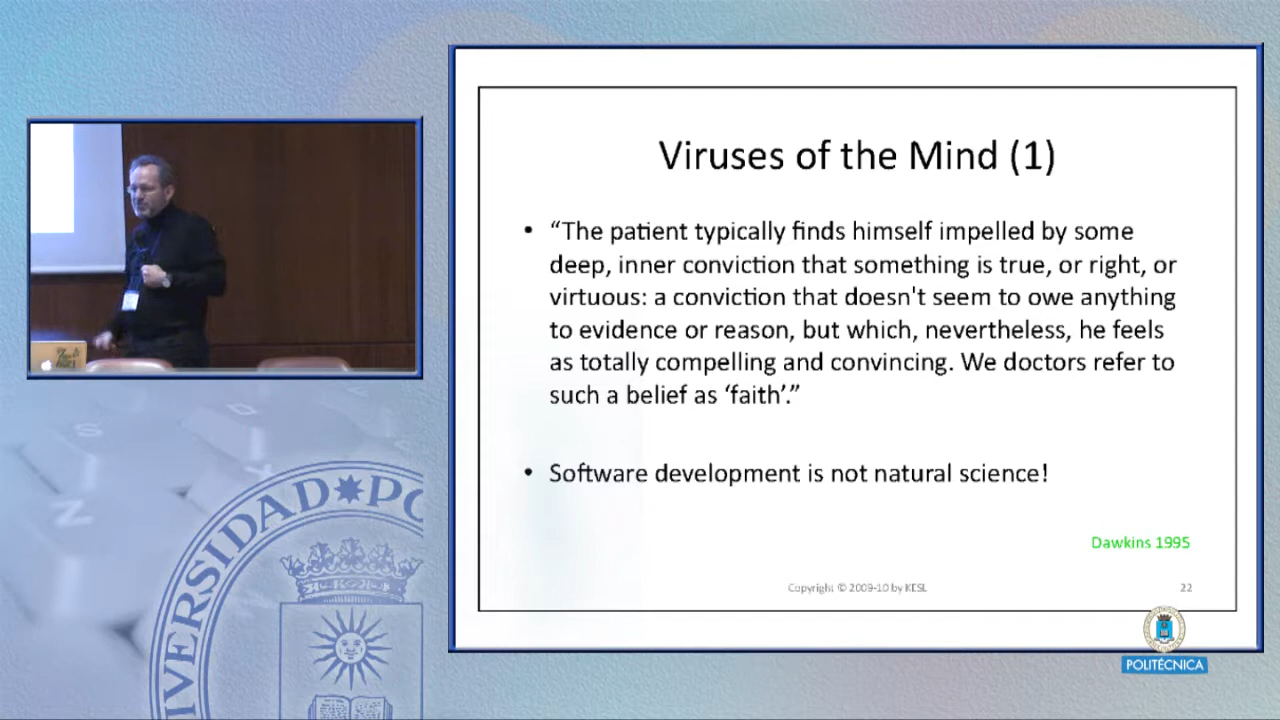 Viruses of the Mind (1)
• “The patient typically finds himself impelled by some
deep, inner conviction that something is true, or right, or
virtuous: a conviction that doesn't seem to owe anything
to evidence or reason, but which, nevertheless, he feels
as totally compelling and convincing. We doctors refer to
such a belief as ‘faith’.”
• Software development is not natural science!
Dawkins 1995
Copyright © 2009-10 by KESL
22
POLITÉCNICA
VERSIDAD PO